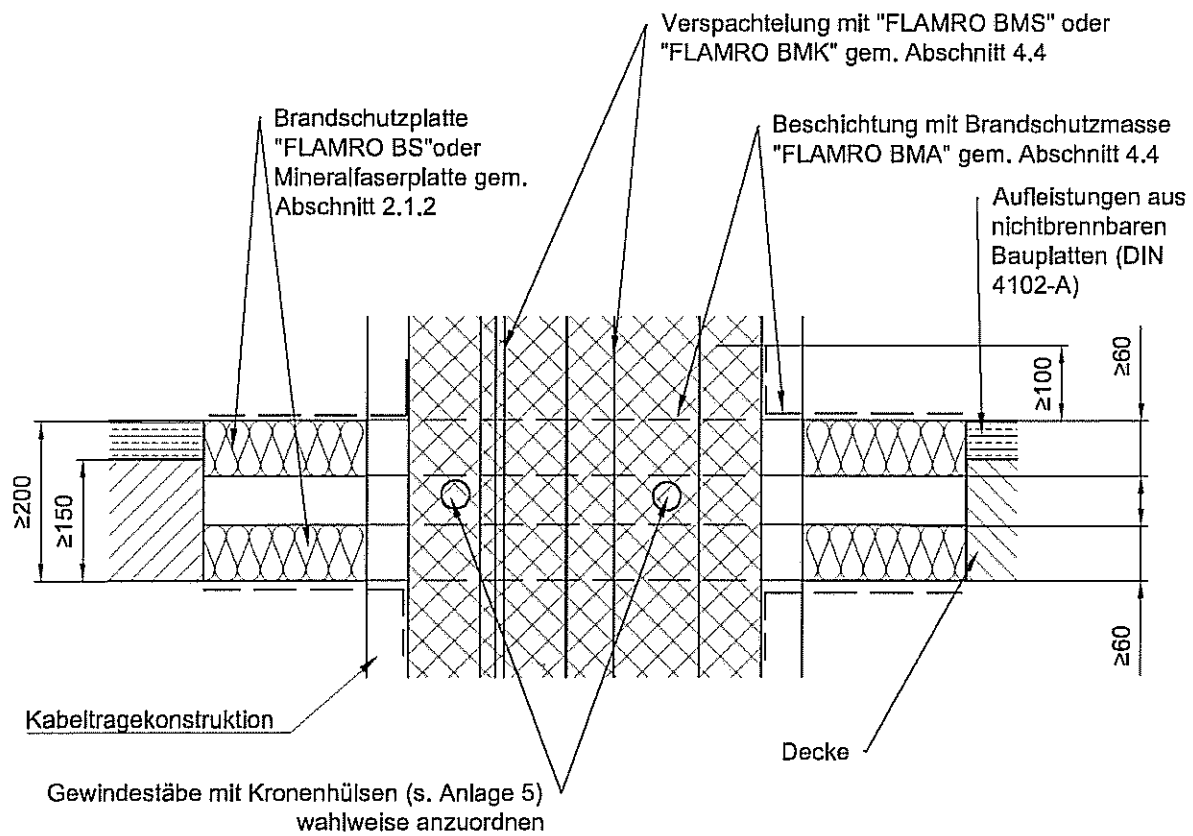 Verspachtelung mit "FLAMRO BMS" oder
"FLAMRO BMK" gem. Abschnitt 4.4
Brandschutzplatte
"FLAMRO BS"oder
Mineralfaserplatte gem.
Abschnitt 2.1.2
Beschichtung mit Brandschutzmasse
"FLAMRO BMA" gem. Abschnitt 4.4
Aufleistungen aus
nichtbrennbaren
Bauplatten (DIN
4102-A)
≥100
≥60
≥200
≥150
≥60
Kabeltragekonstruktion
Decke
Gewindestäbe mit Kronenhülsen (s. Anlage 5)
wahlweise anzuordnen